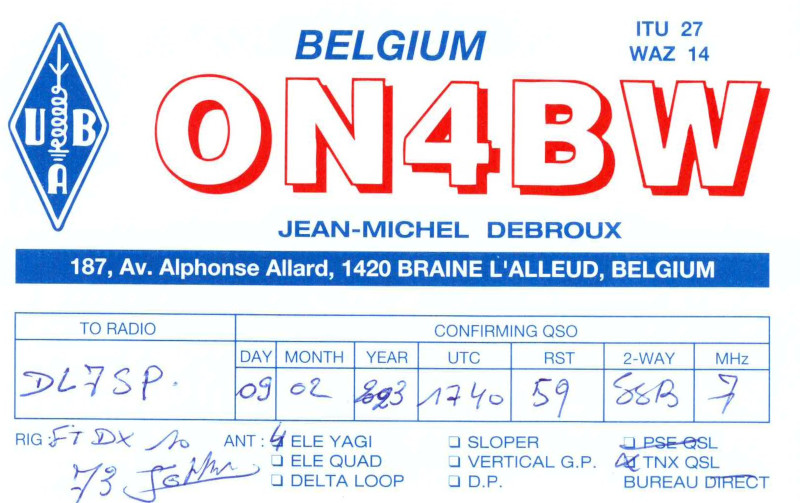 BELGIUM
ITU 27
WAZ 14
UBA
ON4BW
JEAN-MICHEL DEBROUX
187, Av. Alphonse Allard, 1420 BRAINE L'ALLEUD, BELGIUM
TO RADIO CONFIRMING QSO
DAY MONTH YEAR UTC RST 2-WAY MHz
DL7SP. 09 02 1740 59 SSB 7
RIG : FT DX 10 ANT : 4 ELE YAGI □ SLOPER □ PSE QSL
□ ELE QUAD □ VERTICAL G.P. □ TNX QSL
73
□ DELTA LOOP □ D.P. BUREAU DIRECT